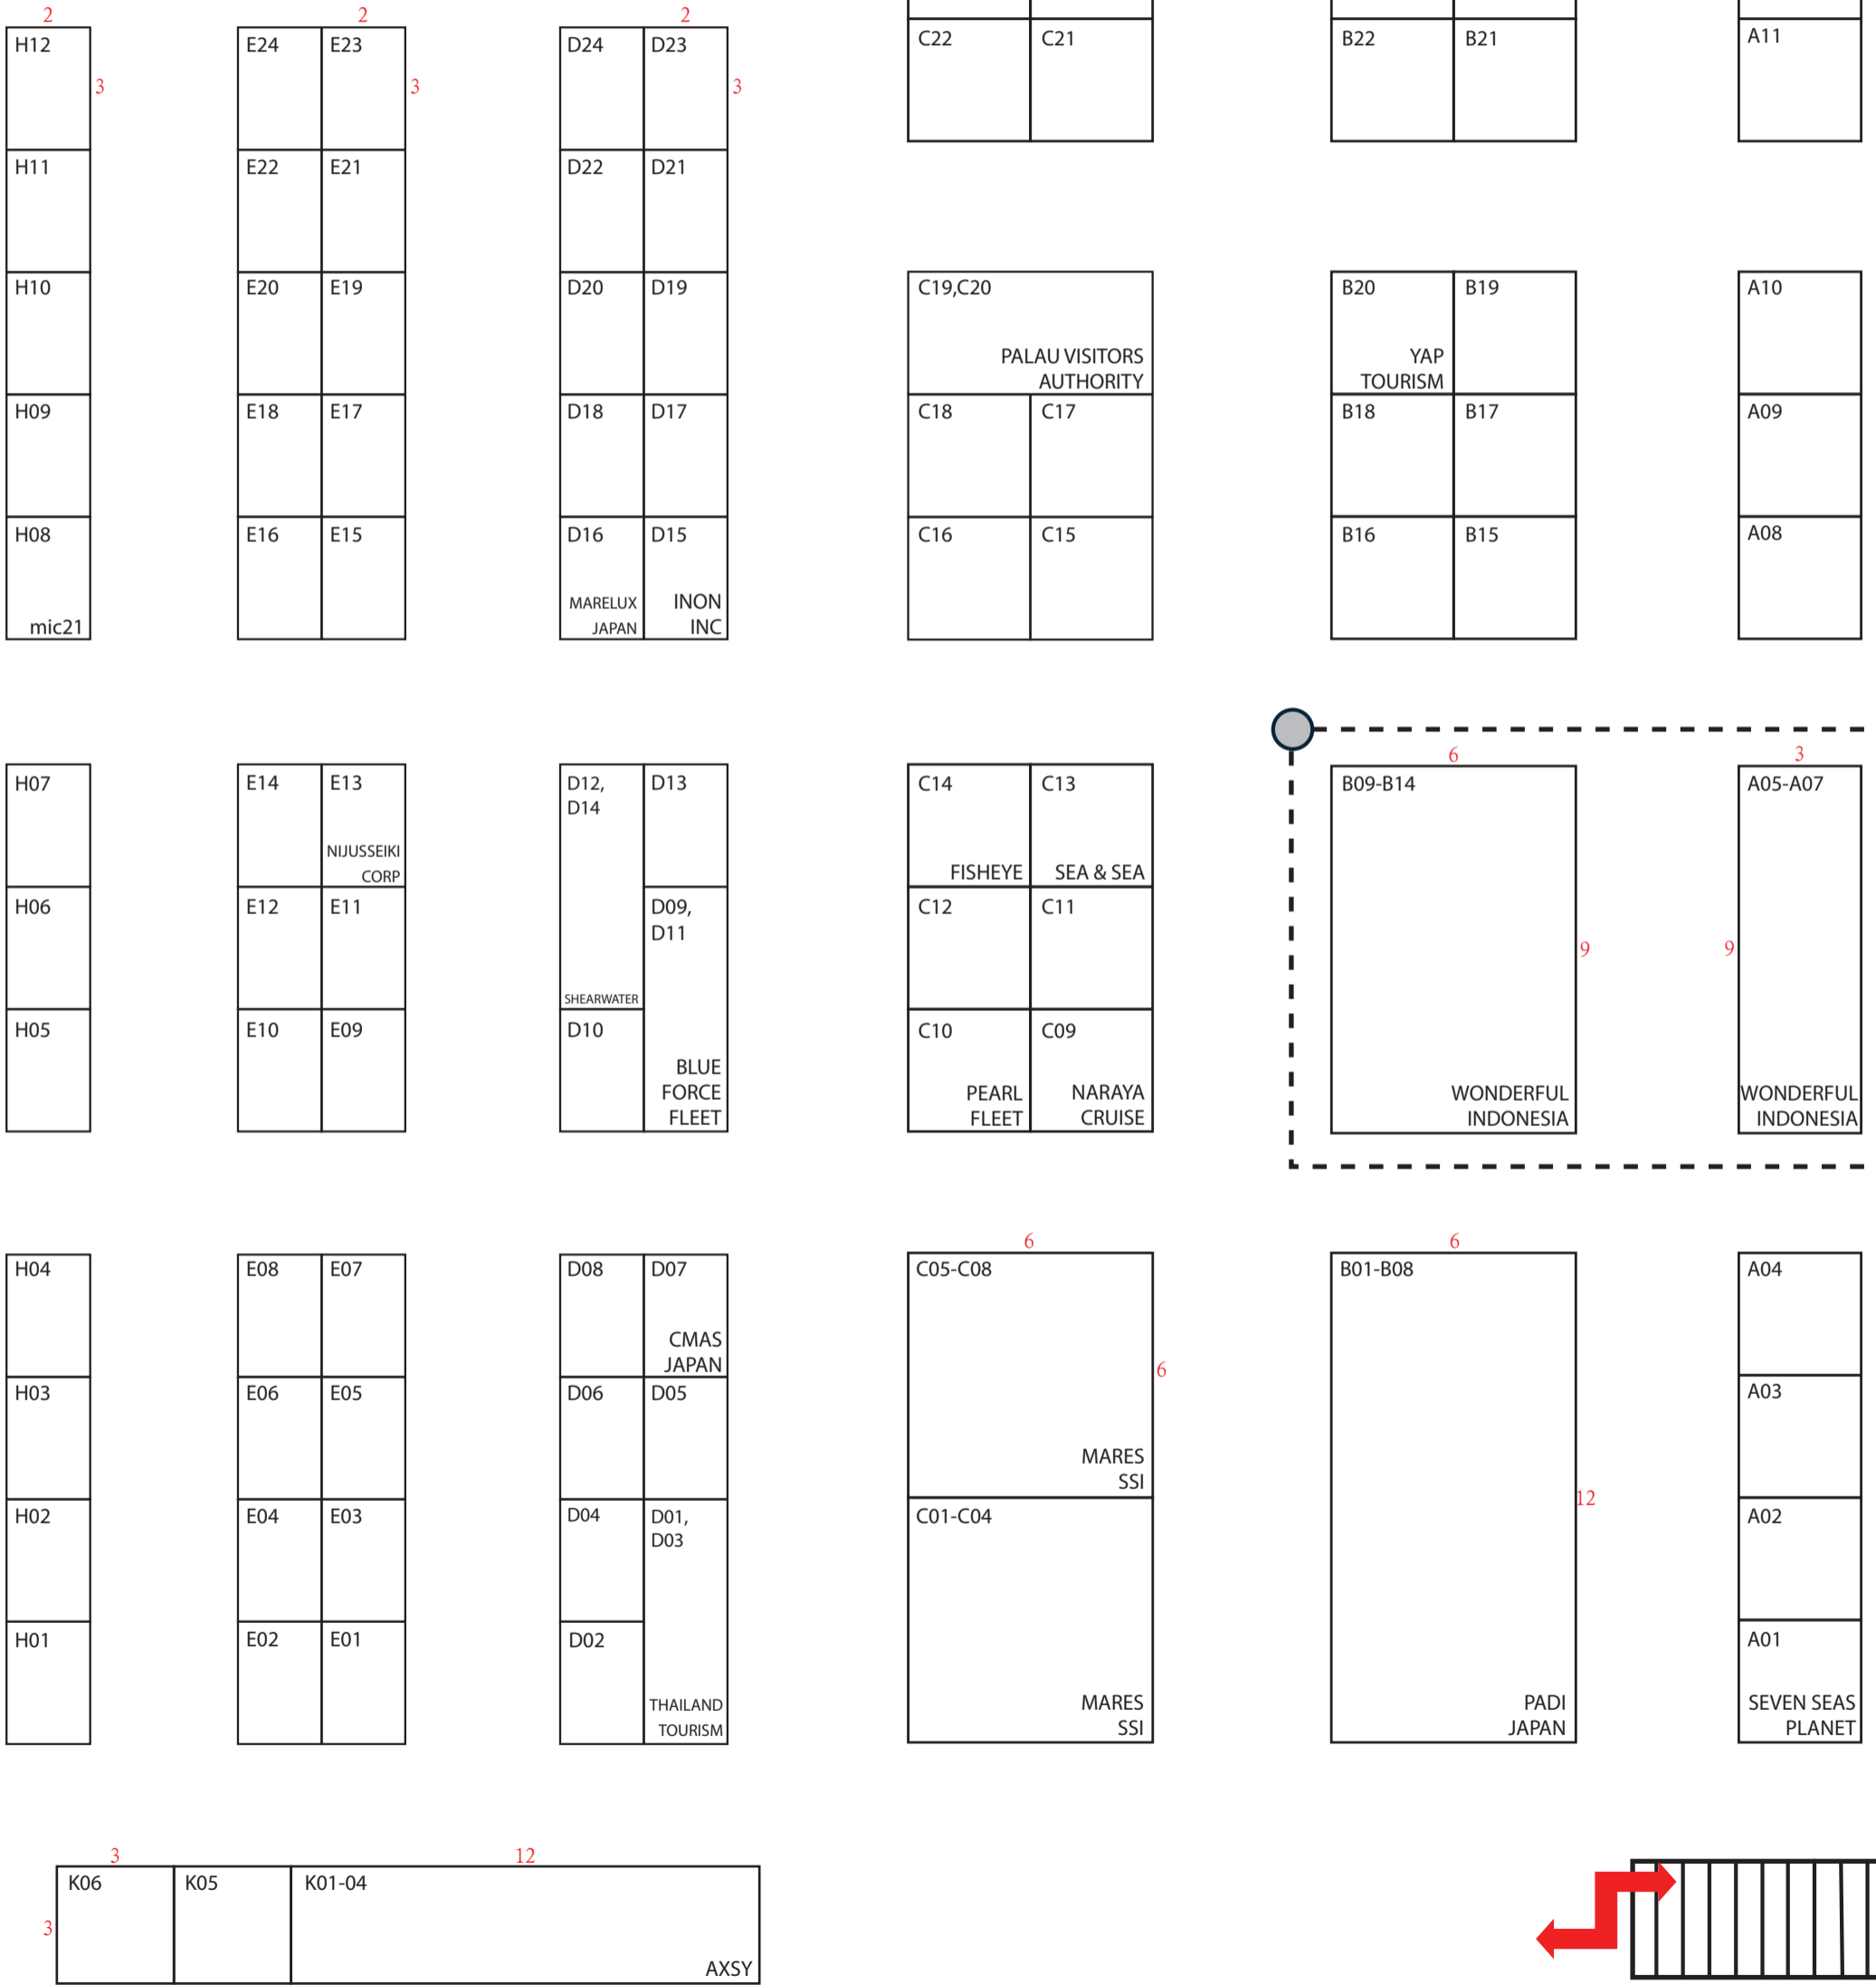 2
2
2
H12
E24
E23
D24
D23
C22
C21
B22
B21
A11
3
3
3
H11
E22
E21
D22
D21
H10
E20
E19
D20
D19
C19,C20
PALAU VISITORS
AUTHORITY
B20
YAP
TOURISM
B19
A10
H09
E18
E17
D18
D17
C18
C17
B18
B17
A09
H08
mic21
E16
E15
D16
MARELUX
JAPAN
D15
INON
INC
C16
C15
B16
B15
A08
6
3
H07
E14
E13
NIJUSSEIKI
CORP
D12,
D14
SHEARWATER
D13
C14
FISHEYE
C13
SEA & SEA
B09-B14
WONDERFUL
INDONESIA
9
9
A05-A07
WONDERFUL
INDONESIA
H06
E12
E11
D09,
D11
BLUE
FORCE
FLEET
C12
C11
H05
E10
E09
D10
C10
PEARL
FLEET
C09
NARAYA
CRUISE
6
6
H04
E08
E07
D08
D07
CMAS
JAPAN
C05-C08
MARES
SSI
6
B01-B08
PADI
JAPAN
12
A04
H03
E06
E05
D06
D05
A03
H02
E04
E03
D04
D01,
D03
THAILAND
TOURISM
C01-C04
MARES
SSI
A02
H01
E02
E01
D02
A01
SEVEN SEAS
PLANET
3
12
K06
K05
K01-04
AXSY
3